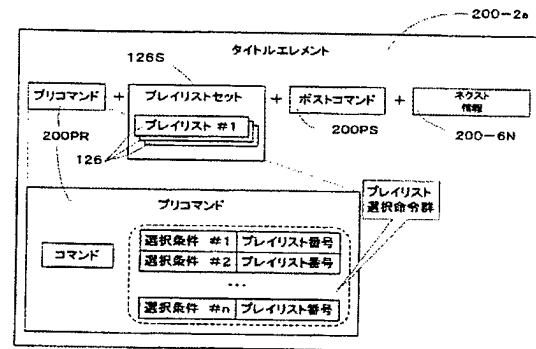 200-2a
タイトルエレメント
126S
プリコマンド + プレイリストセット + ポストコマンド + ネクスト情報
プレイリスト #1
200PR
126
200PS
200-6N
プレイリスト
選択命令群
プリコマンド
コマンド
選択条件 #1 プレイリスト番号
選択条件 #2 プレイリスト番号
...
選択条件 #n プレイリスト番号